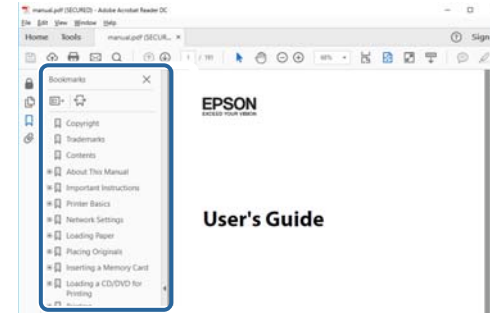 manual.pdf (SECURED) - Adobe Acrobat Reader DC
File Edit View Window Help
Home Tools manual.pdf (SECUR... ×
Sign
Bookmarks
Copyright
Trademarks
Contents
About This Manual
Important Instructions
Printer Basics
Network Settings
Loading Paper
Placing Originals
Inserting a Memory Card
Loading a CD/DVD for
Printing
EPSON
EXCEED YOUR VISION
User's Guide